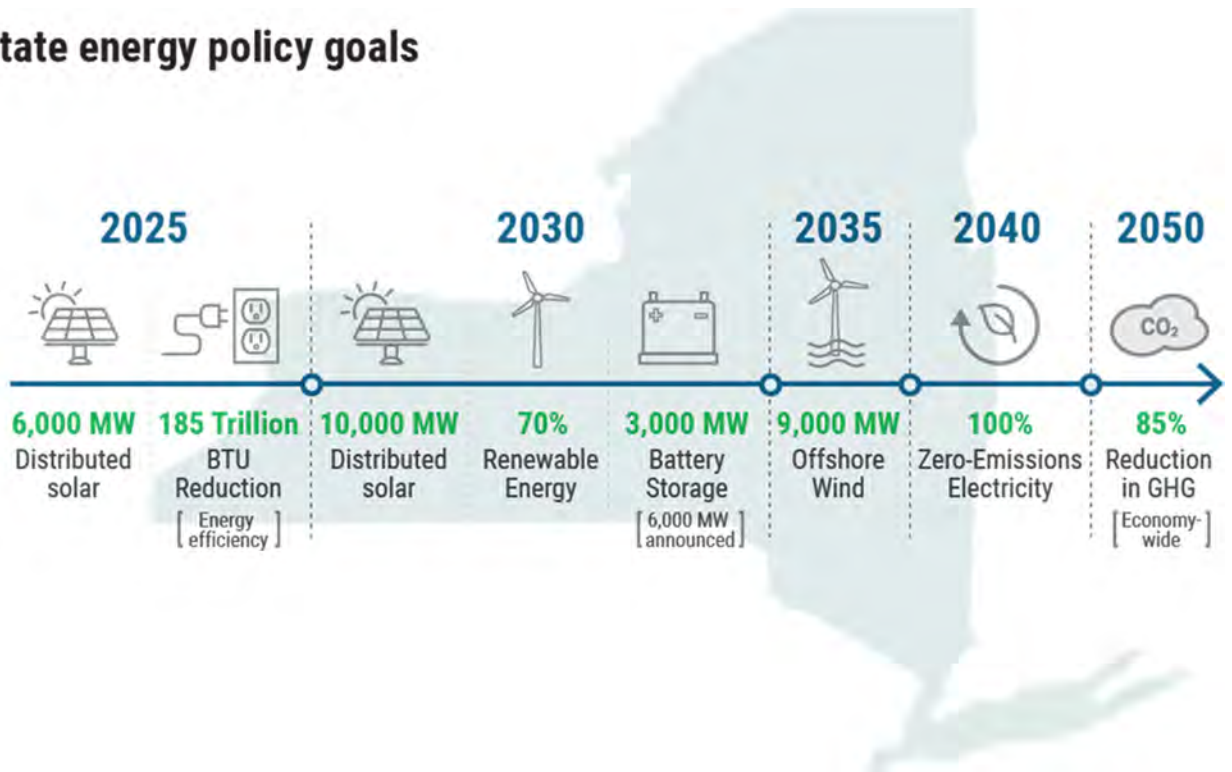 tate energy policy goals
2025
2030
2035
2040
2050
CO₂
6,000 MW
Distributed
solar
185 Trillion
BTU
Reduction
[Energy
efficiency]
10,000 MW
Distributed
solar
70%
Renewable
Energy
3,000 MW
Battery
Storage
[6,000 MW
announced]
9,000 MW
Offshore
Wind
100%
Zero-Emissions
Electricity
85%
Reduction
in GHG
[Economy-
wide]